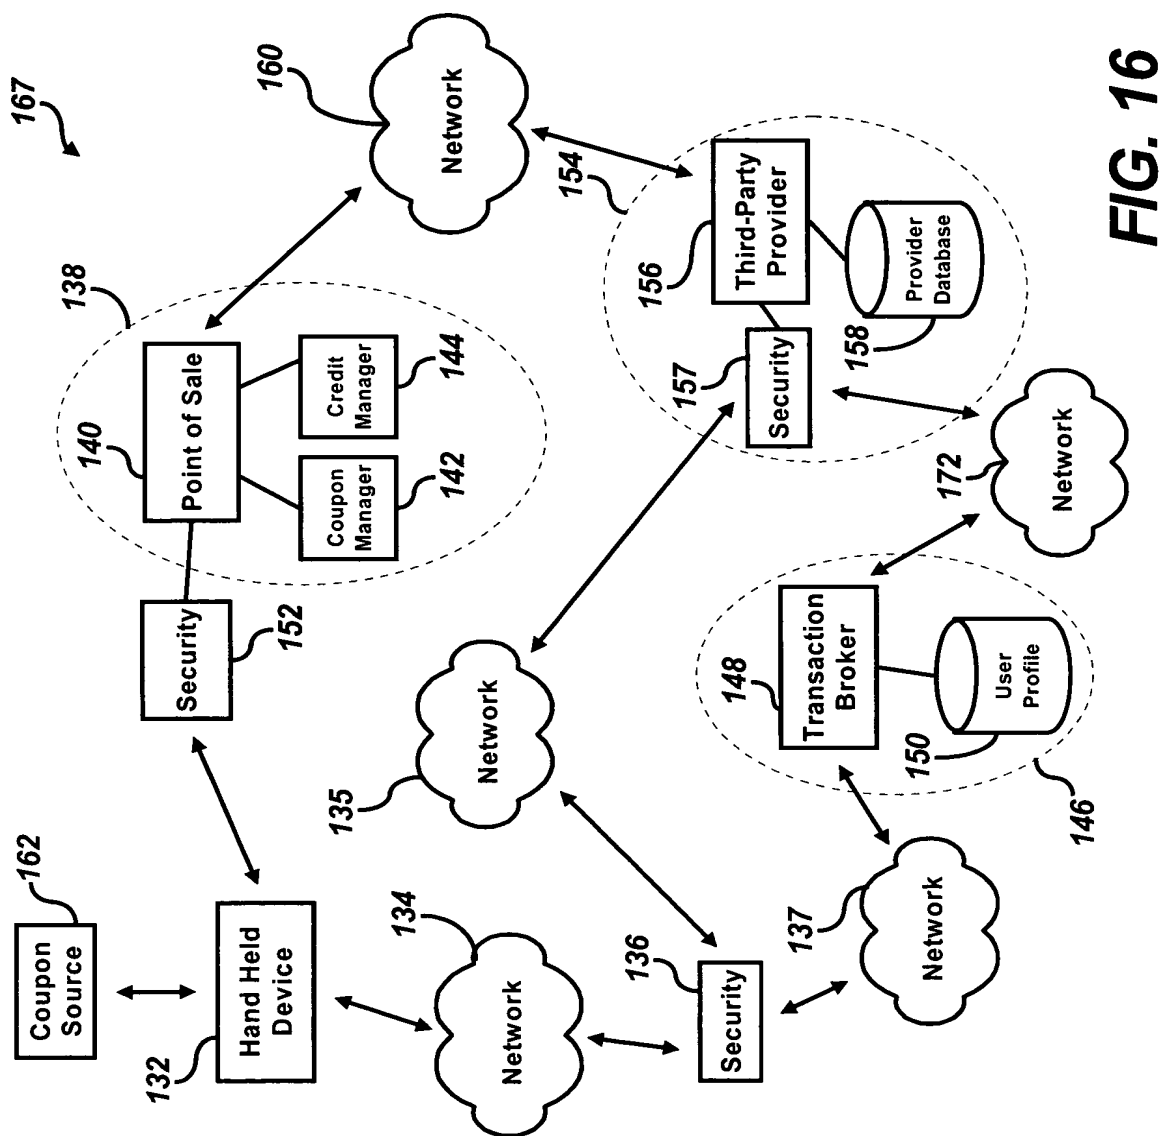 Coupon
Source
162
167
132
Hand Held
Device
Security
152
140
Point of Sale
138
Coupon
Manager
142
Credit
Manager
144
160
Network
134
Network
135
Network
136
Security
137
Network
148
Transaction
Broker
150
User
Profile
146
157
Security
156
Third-Party
Provider
154
158
Provider
Database
172
Network
FIG. 16